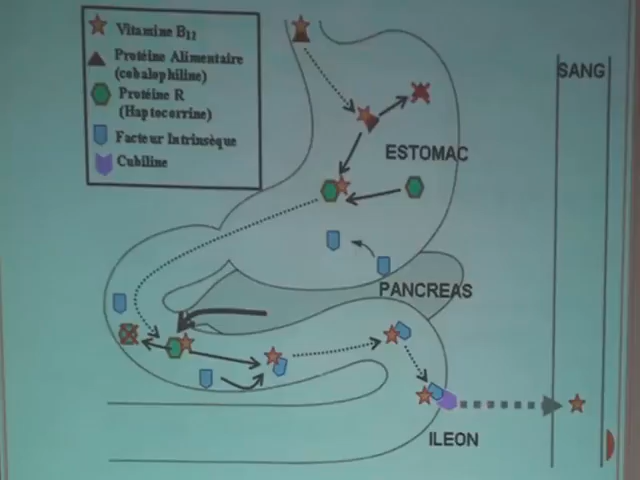 Vitamine B12
Protéine Alimentaire
(cobalophiline)
Protéine R
(Haptocorrine)
Facteur Intrinsèque
Cubiline
SANG
ESTOMAC
PANCREAS
ILEON